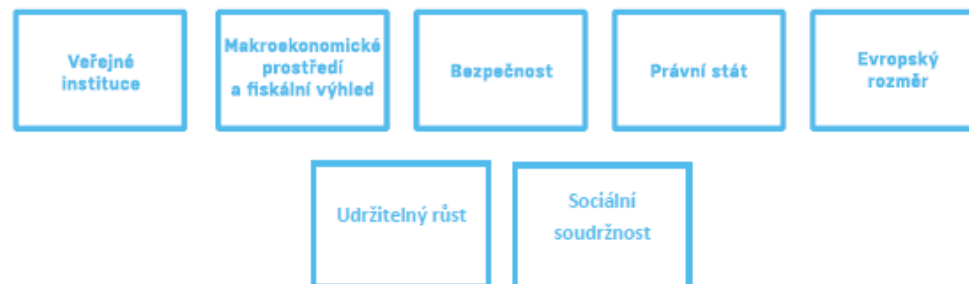 Veřejné
instituce
Makroekonomické
prostředí
a fiskální výhled
Bezpečnost
Právní stát
Evropský
rozměr
Udržitelný růst
Sociální
soudržnost